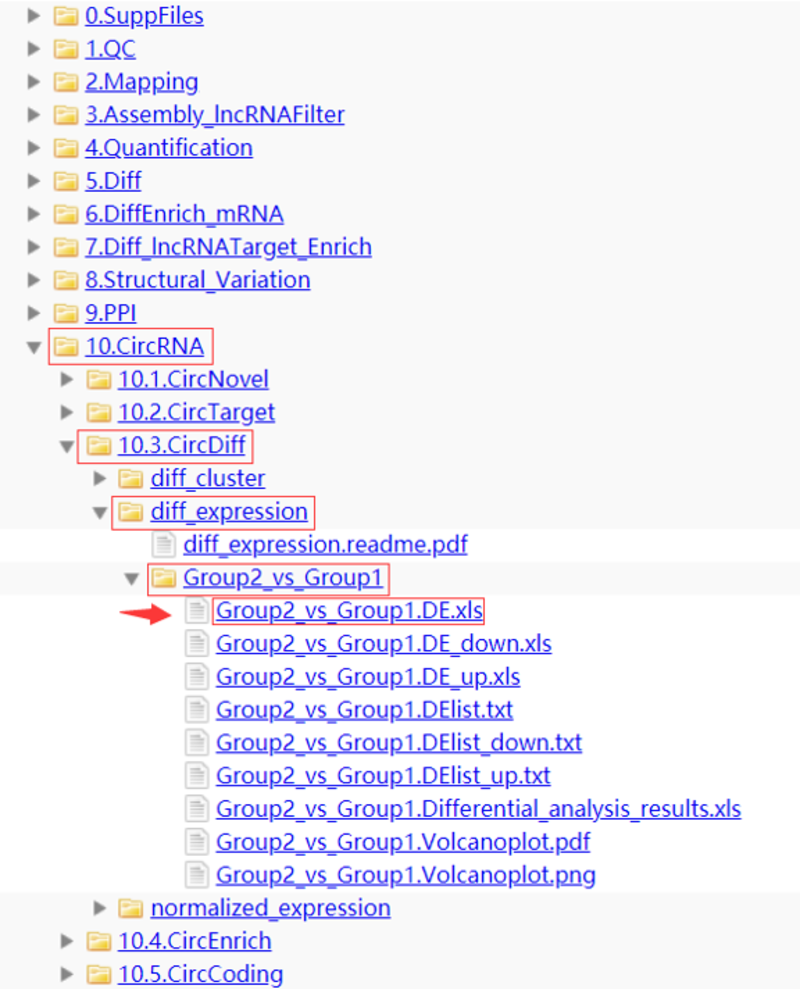 0.SuppFiles
1.QC
2.Mapping
3.Assembly_lncRNAFilter
4.Quantification
5.Diff
6.DiffEnrich_mRNA
7.Diff_lncRNATarget_Enrich
8.Structural_Variation
9.PPI
10.CircRNA
10.1.CircNovel
10.2.CircTarget
10.3.CircDiff
diff_cluster
diff_expression
diff_expression.readme.pdf
Group2_vs_Group1
Group2_vs_Group1.DE.xls
Group2_vs_Group1.DE_down.xls
Group2_vs_Group1.DE_up.xls
Group2_vs_Group1.DElist.txt
Group2_vs_Group1.DElist_down.txt
Group2_vs_Group1.DElist_up.txt
Group2_vs_Group1.Differential_analysis_results.xls
Group2_vs_Group1.Volcanoplot.pdf
Group2_vs_Group1.Volcanoplot.png
normalized_expression
10.4.CircEnrich
10.5.CircCoding